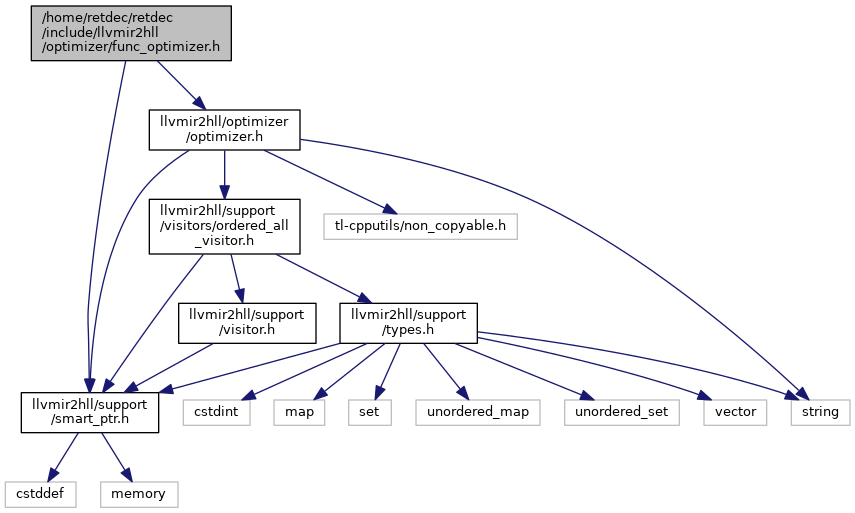 /home/retdec/retdec
/include/llvmir2hll
/optimizer/func_optimizer.h
llvmir2hll/optimizer
/optimizer.h
llvmir2hll/support
/visitors/ordered_all
_visitor.h
tl-cpputils/non_copyable.h
llvmir2hll/support
/visitor.h
llvmir2hll/support
/types.h
llvmir2hll/support
/smart_ptr.h
cstdint
map
set
unordered_map
unordered_set
vector
string
cstddef
memory